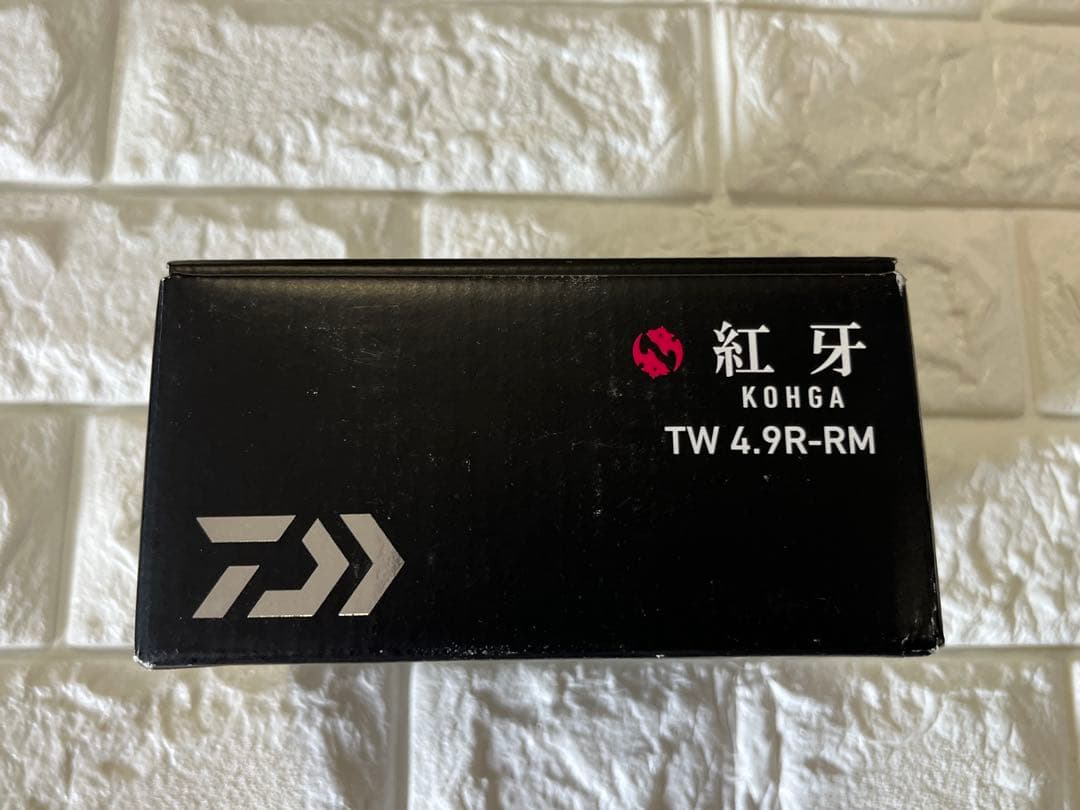 紅牙
KOHGA
TW 4.9R-RM